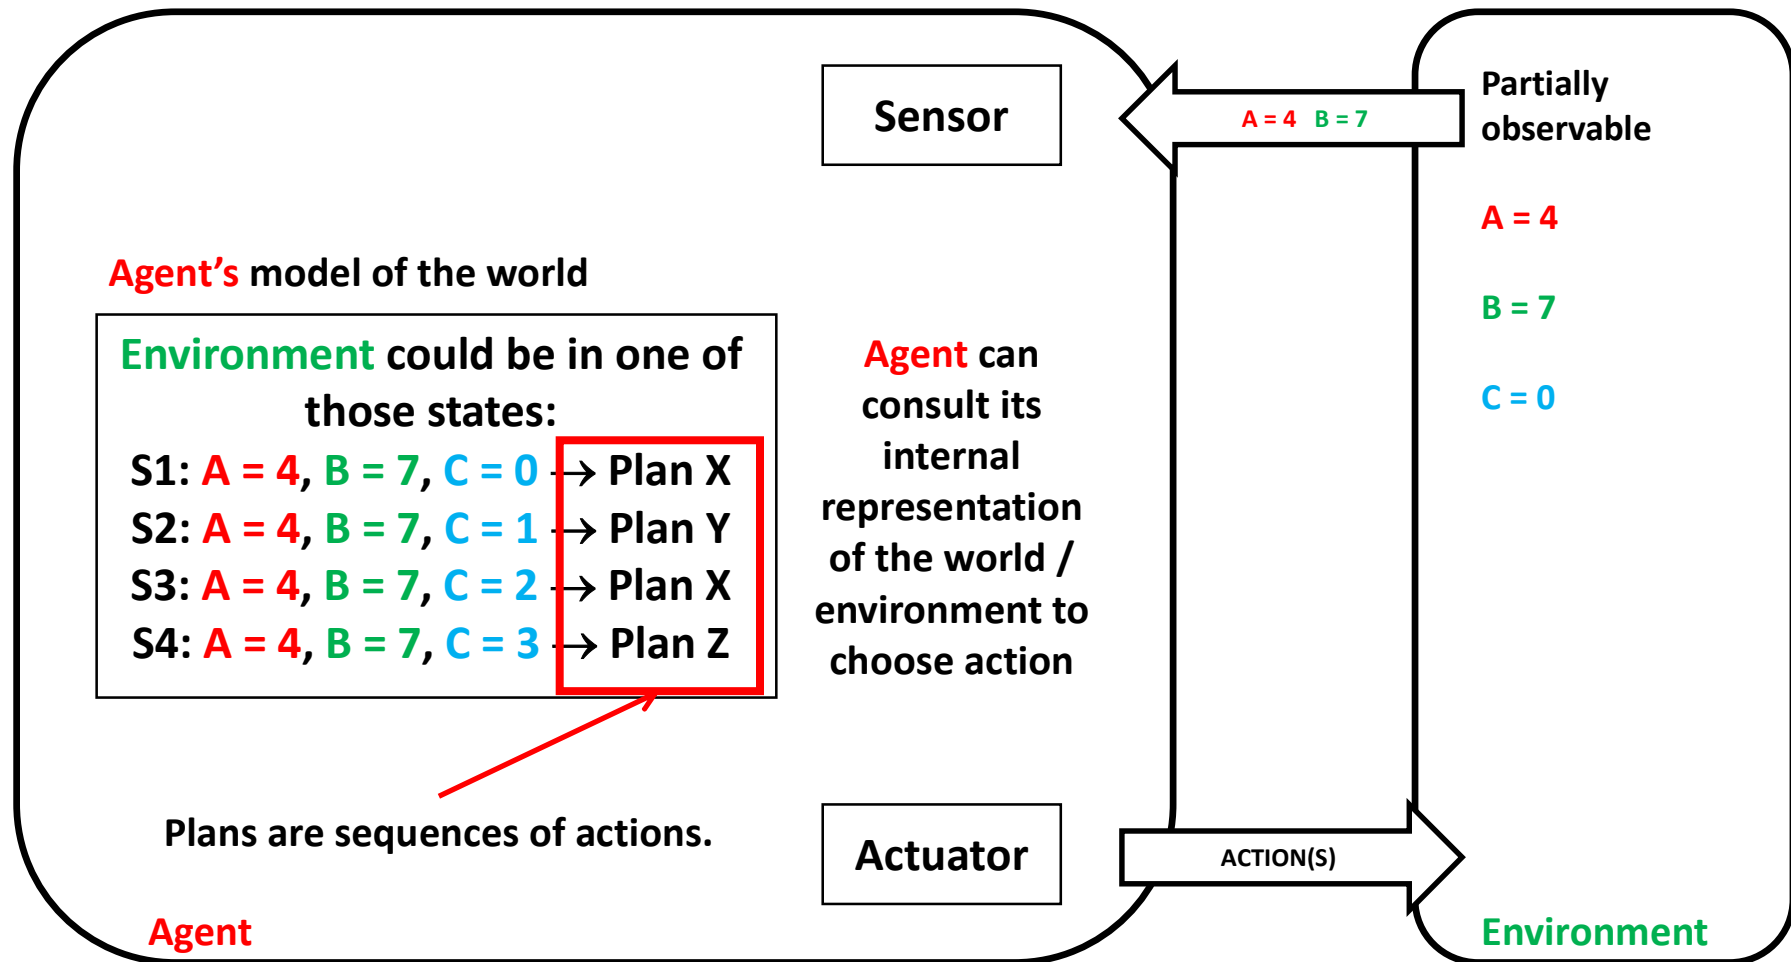 Sensor
A = 4 B = 7
Partially
observable
A = 4
B = 7
C = 0
Agent’s model of the world
Environment could be in one of
those states:
S1: A = 4, B = 7, C = 0 → Plan X
S2: A = 4, B = 7, C = 1 → Plan Y
S3: A = 4, B = 7, C = 2 → Plan X
S4: A = 4, B = 7, C = 3 → Plan Z
Agent can
consult its
internal
representation
of the world /
environment to
choose action
Plans are sequences of actions.
Actuator
ACTION(S)
Agent
Environment